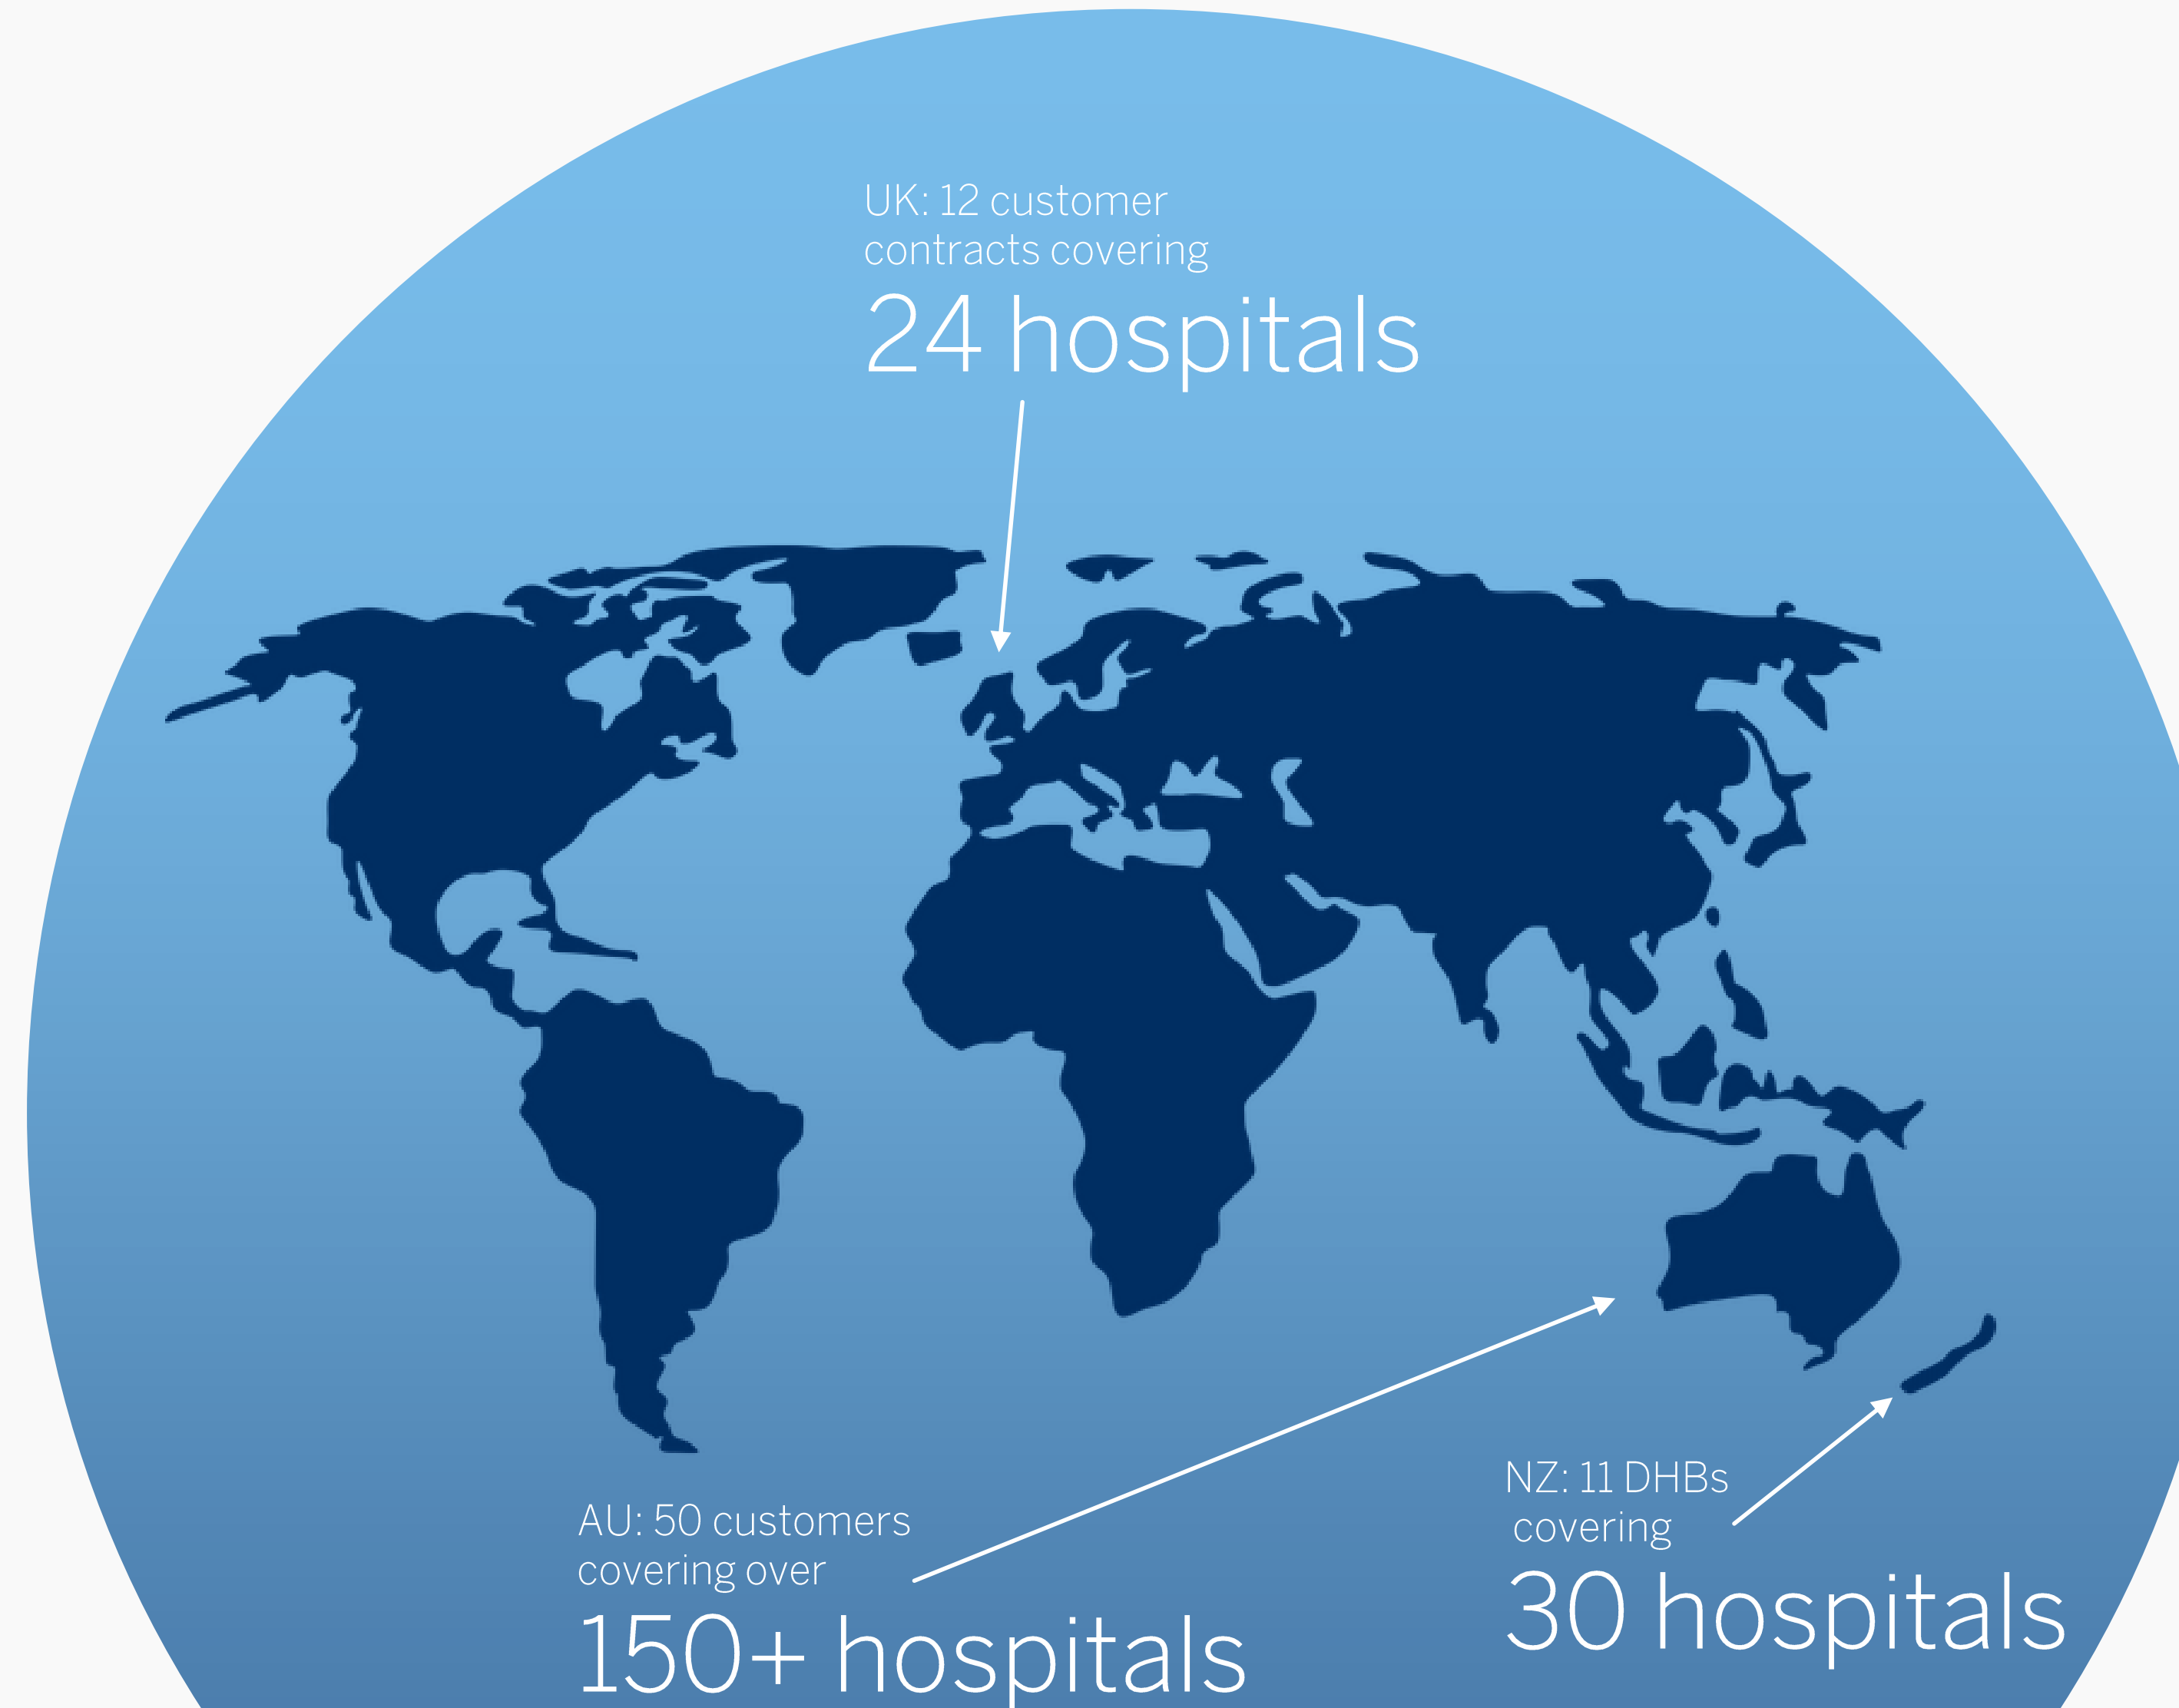 UK: 12 customer
contracts covering
24 hospitals
AU: 50 customers
covering over
150+ hospitals
NZ: 11 DHBs
covering
30 hospitals